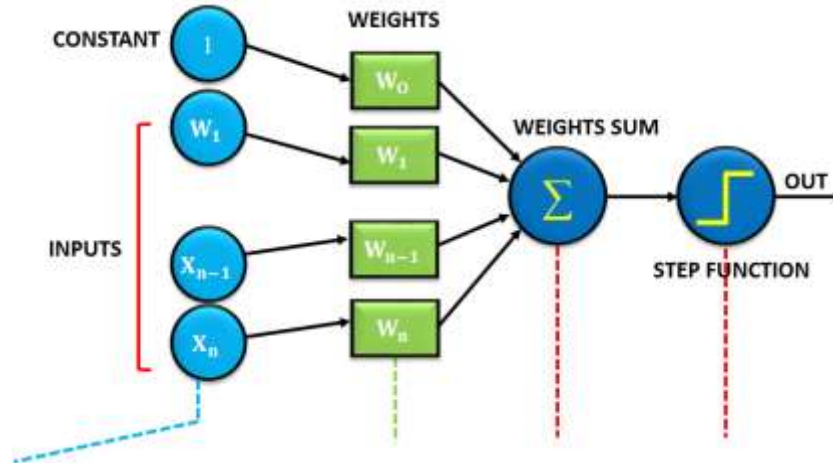 CONSTANT
1
WEIGHTS
W₀
W₁
W₁
WEIGHTS SUM
Σ
OUT
INPUTS
Xₙ₋₁
Wₙ₋₁
STEP FUNCTION
Xₙ
Wₙ